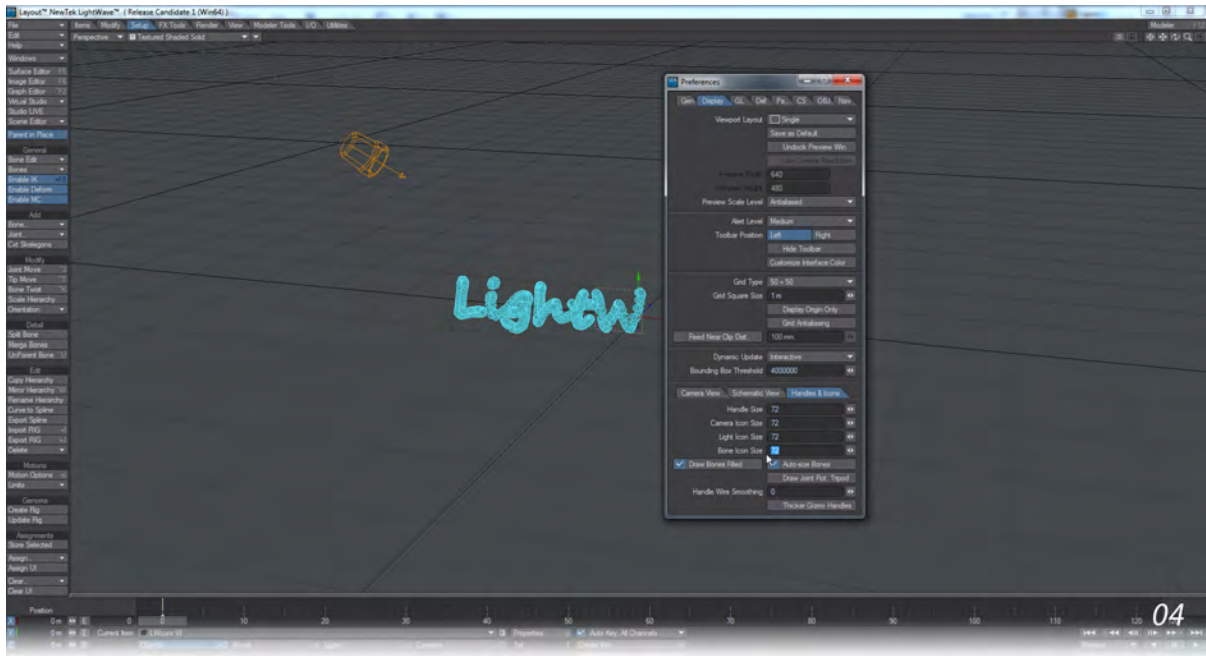 Layout™ NewTek LightWave™ ( Release Candidate 1 (Win64) )
File Items Modify Setup FX Tools Render View Modeler Tools I/O Utilities Modeler F12
Edit Perspective Textured Shaded Solid
Help
Windows
Surface Editor F5
Image Editor F6
Graph Editor
Virtual Studio
Studio LIVE
Scene Editor
Parent in Place
General
Bone Edit
Bones
Enable IK
Enable Deform
Enable MC
Add
Bone...
Joint...
Cvt Skelegons
Modify
Joint Move
Tip Move
Bone Twist
Scale Hierarchy
Orientation
Detail
Split Bone
Merge Bones
UnParent Bone
Edit
Copy Hierarchy
Mirror Hierarchy
Rename Hierarchy
Curve to Spline
Export Spline
Import RIG
Export RIG
Delete
Motions
Motion Options
Limits
Genoma
Create Rig
Update Rig
Assignments
Store Selected
Assign...
Assign UI
Clear...
Clear UI
LightW
Preferences
Gen Display GL Def Pa CS OBJ Nav
Viewport Layout Single
Save as Default
Undock Preview Win
640
480
Preview Scale Level Antialiased
Alert Level Medium
Toolbar Position Left Right
Hide Toolbar
Customize Interface Color
Grid Type 50 × 50
Grid Square Size 1 m
Display Origin Only
Grid Antialiasing
Fixed Near Clip Dist. 100 mm
Dynamic Update Interactive
Bounding Box Threshold 4000000
Camera View Schematic View Handles & Icons
Handle Size 72
Camera Icon Size 72
Light Icon Size 72
Bone Icon Size 72
Draw Bones Filled Auto-size Bones
Draw Joint Rot. Tripod
Handle Wire Smoothing 0
Thicker Gizmo Handles
Position 0 10 20 30 40 50 60 70 80 90 100 110 120
X 0 m E 0 0
0 m E Current Item Properties Auto Key: All Channels
04